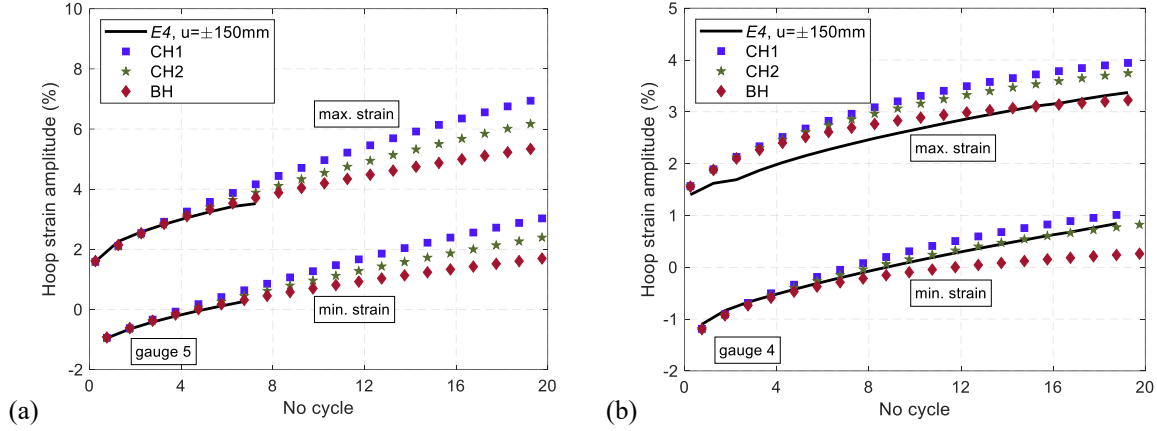 10
8
6
4
2
0
-2
0
4
8
12
16
20
Hoop strain amplitude (%)
No cycle
E4, u=±150mm
CH1
CH2
BH
max. strain
min. strain
gauge 5
(a)
5
4
3
2
1
0
-1
-2
0
4
8
12
16
20
Hoop strain amplitude (%)
No cycle
E4, u=±150mm
CH1
CH2
BH
max. strain
min. strain
gauge 4
(b)